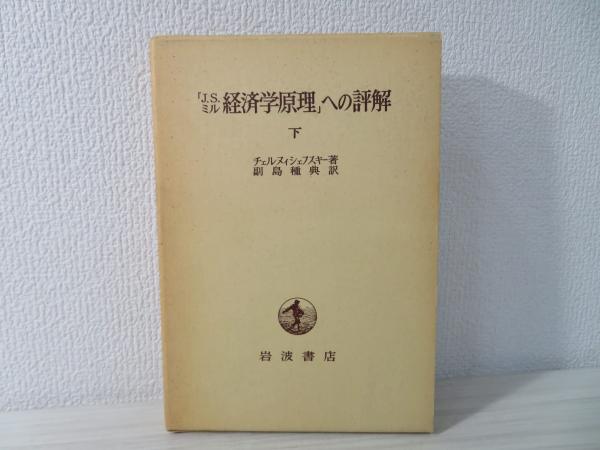 「J.S.ミル経済学原理」への評解
下
チェルヌィシェフスキー著
副島種典訳
岩波書店